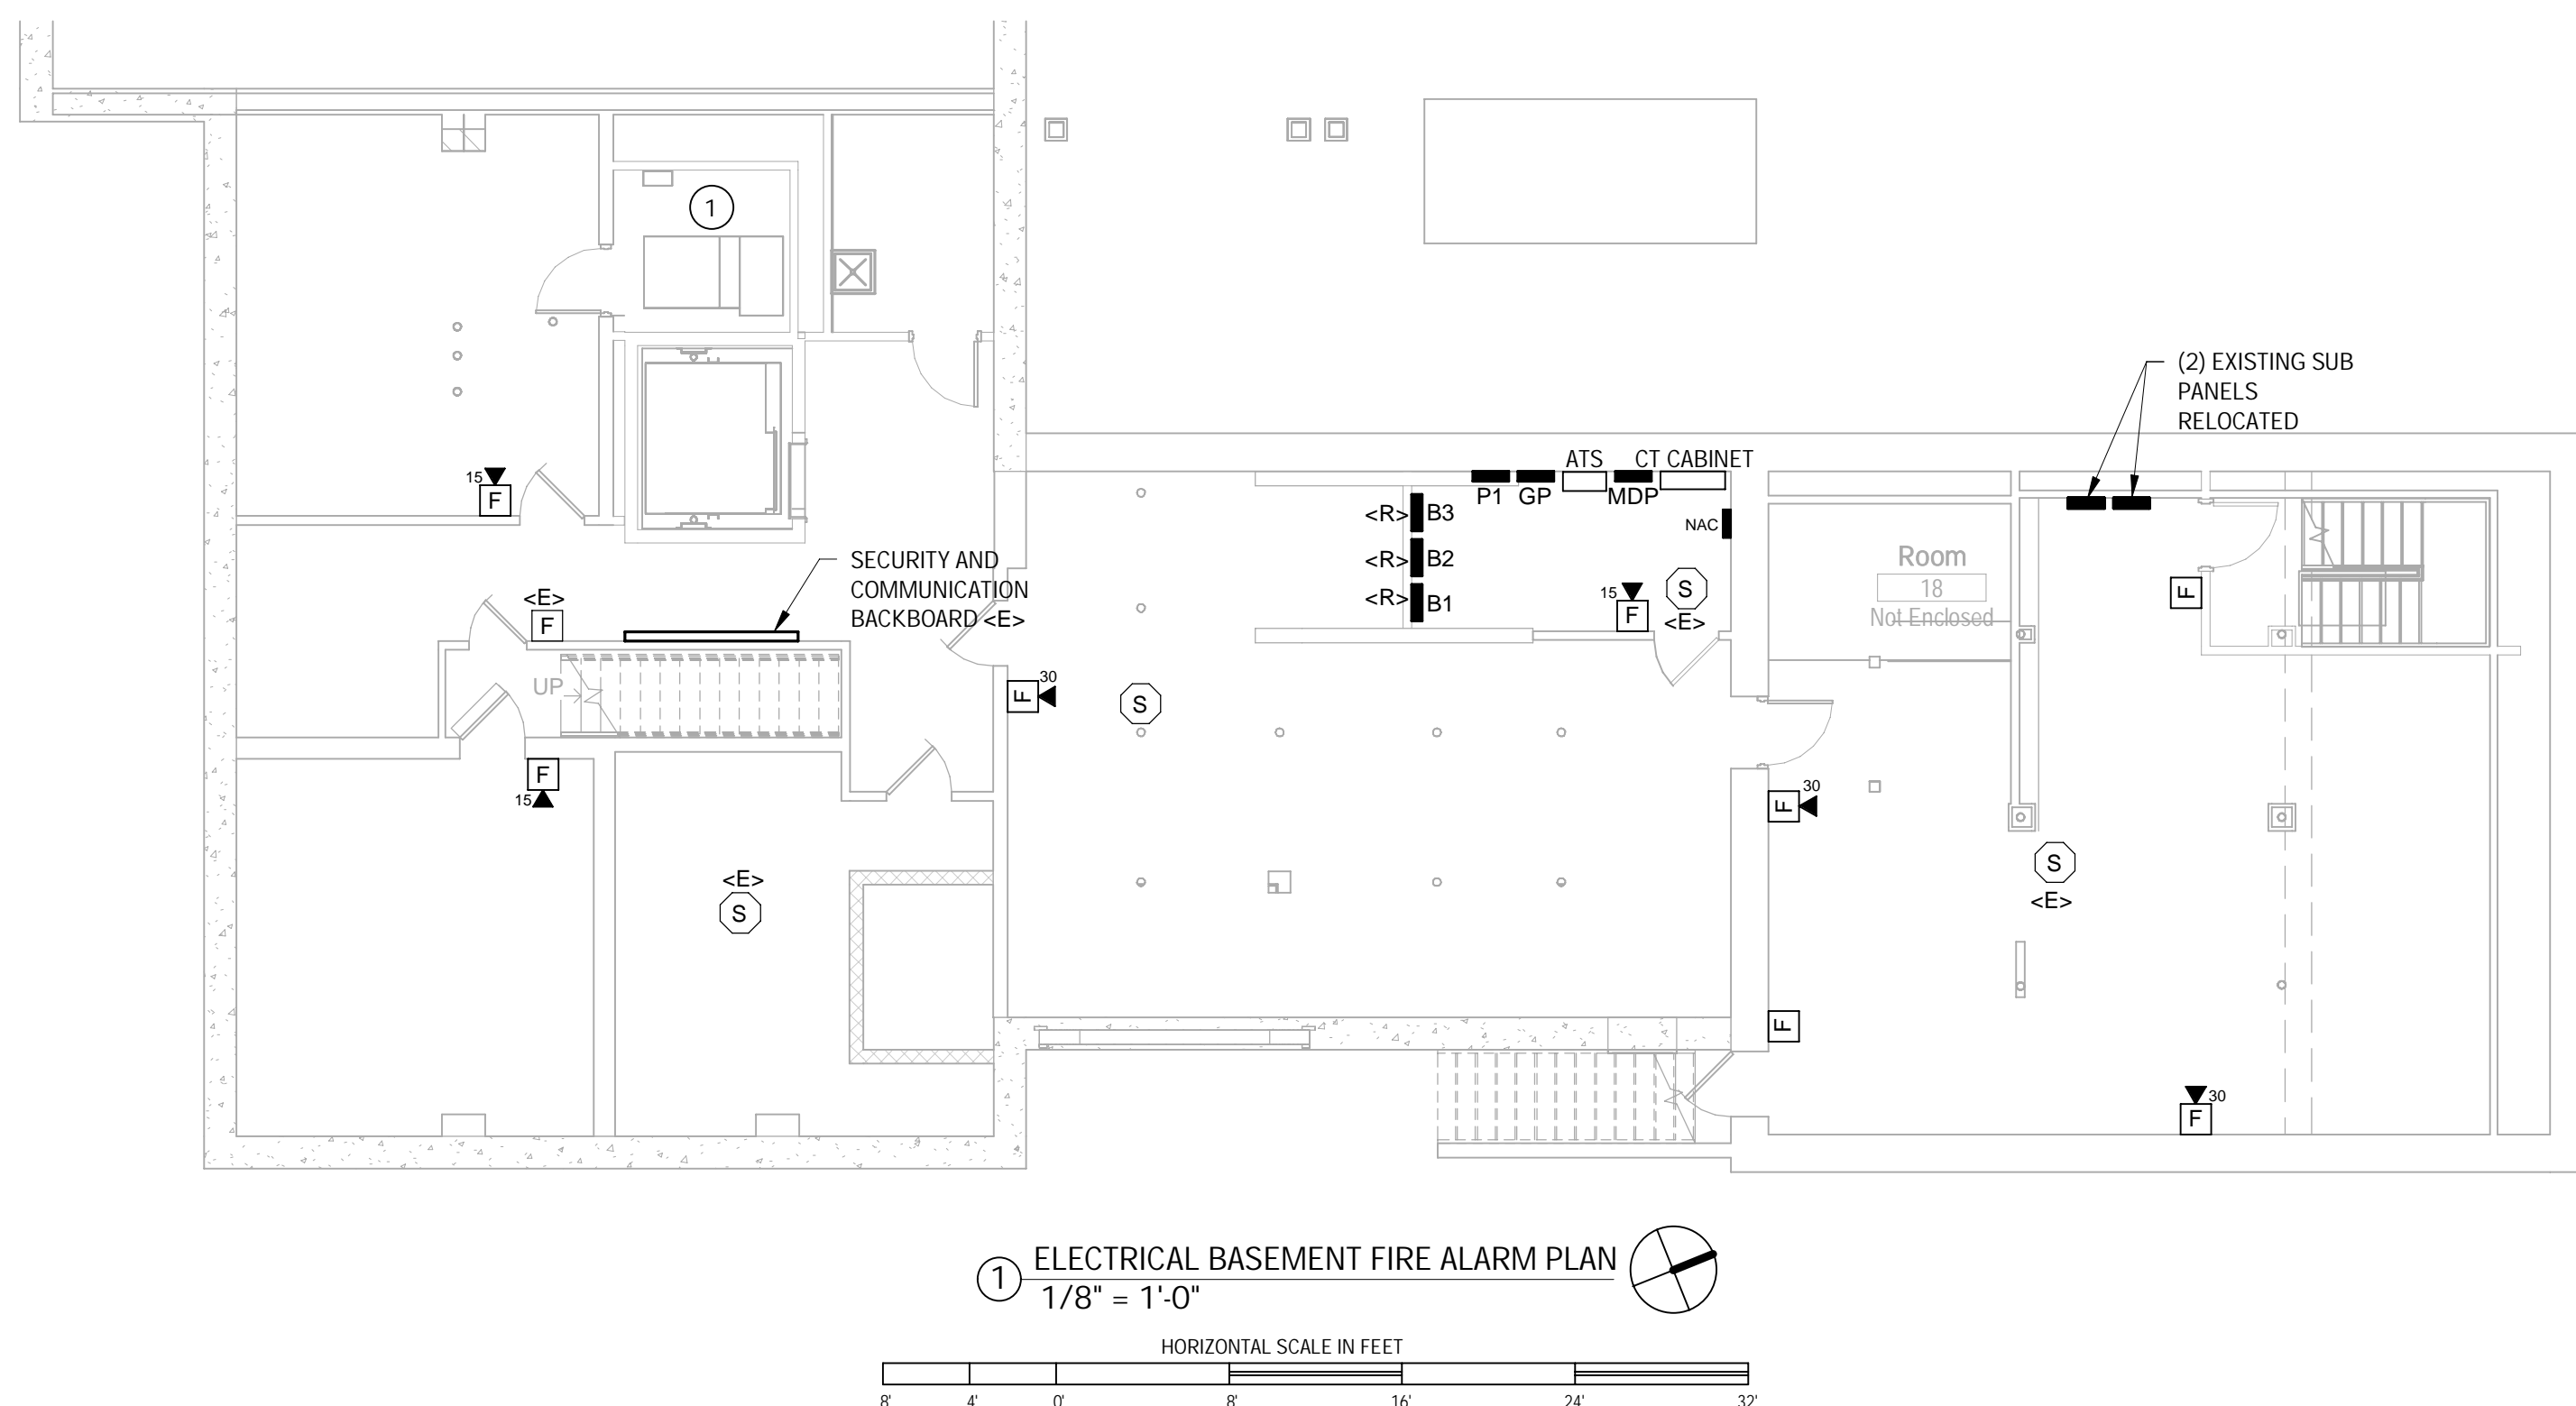 1
(2) EXISTING SUB
PANELS
RELOCATED
ATS
CT CABINET
P1
GP
MDP
15
F
<R>
B3
NAC
SECURITY AND
COMMUNICATION
BACKBOARD <E>
<R>
B2
Room
18
Not Enclosed
S
<E>
15
F
F
<E>
F
<R>
B1
UP
F
30
S
F
15
F
30
S
<E>
<E>
S
F
30
F
1
ELECTRICAL BASEMENT FIRE ALARM PLAN
1/8" = 1'-0"
HORIZONTAL SCALE IN FEET
8'
4'
0'
8'
16'
24'
32'